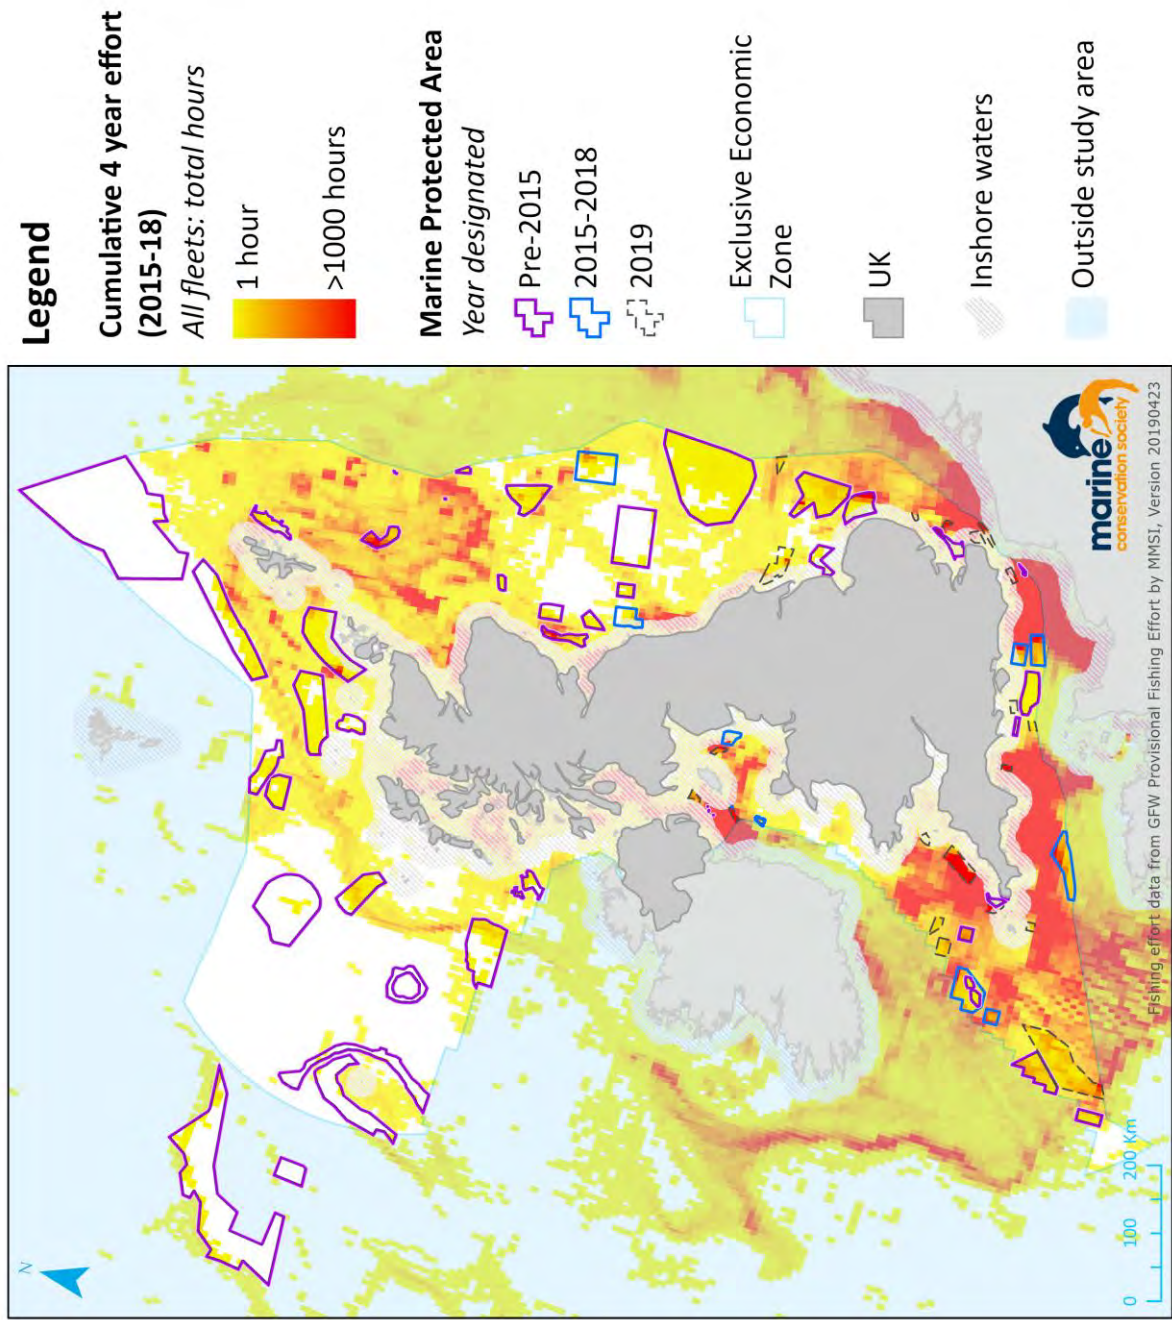 Legend
Cumulative 4 year effort
(2015-18)
All fleets: total hours
1 hour
>1000 hours
Marine Protected Area
Year designated
Pre-2015
2015-2018
2019
Exclusive Economic
Zone
UK
Inshore waters
Outside study area
N
0 100 200 Km
marine
conservation society
Fishing effort data from GFW Provisional Fishing Effort by MMSI, Version 20190423